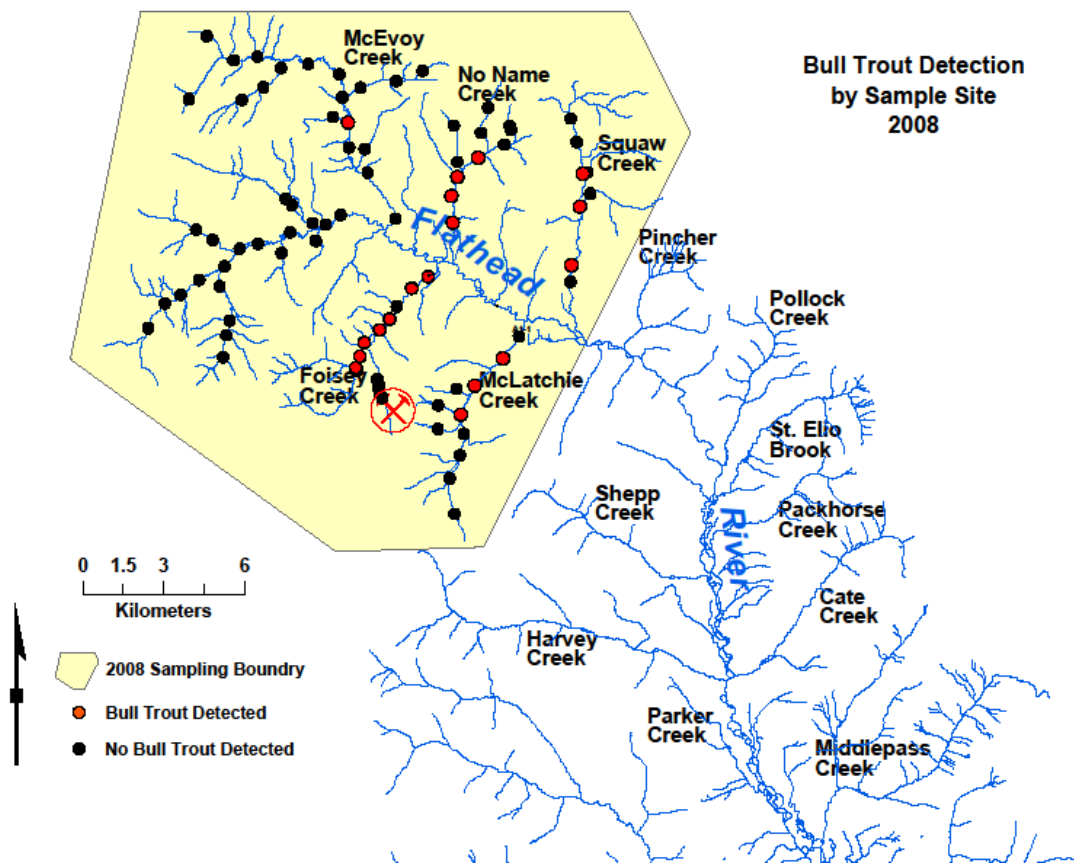 McEvoy
Creek
No Name
Creek
Bull Trout Detection
by Sample Site
2008
Squaw
Creek
Flathead
Pincher
Creek
Pollock
Creek
Foisey
Creek
McLatchie
Creek
St. Elio
Brook
Shepp
Creek
Packhorse
Creek
River
0 1.5 3 6
Kilometers
Cate
Creek
Harvey
Creek
2008 Sampling Boundry
Bull Trout Detected
No Bull Trout Detected
Parker
Creek
Middlepass
Creek